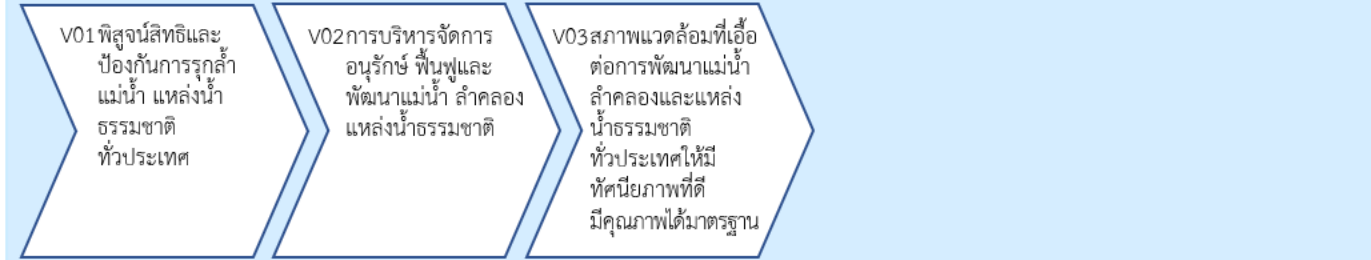 V01 พิสูจน์สิทธิและ
ป้องกันการรุกล้ำ
แม่น้ำ แหล่งน้ำ
ธรรมชาติ
ทั่วประเทศ
V02 การบริหารจัดการ
อนุรักษ์ ฟื้นฟูและ
พัฒนาแม่น้ำ ลำคลอง
แหล่งน้ำธรรมชาติ
V03 สภาพแวดล้อมที่เอื้อ
ต่อการพัฒนาแม่น้ำ
ลำคลองและแหล่ง
น้ำธรรมชาติ
ทั่วประเทศให้มี
ทัศนียภาพที่ดี
มีคุณภาพได้มาตรฐาน